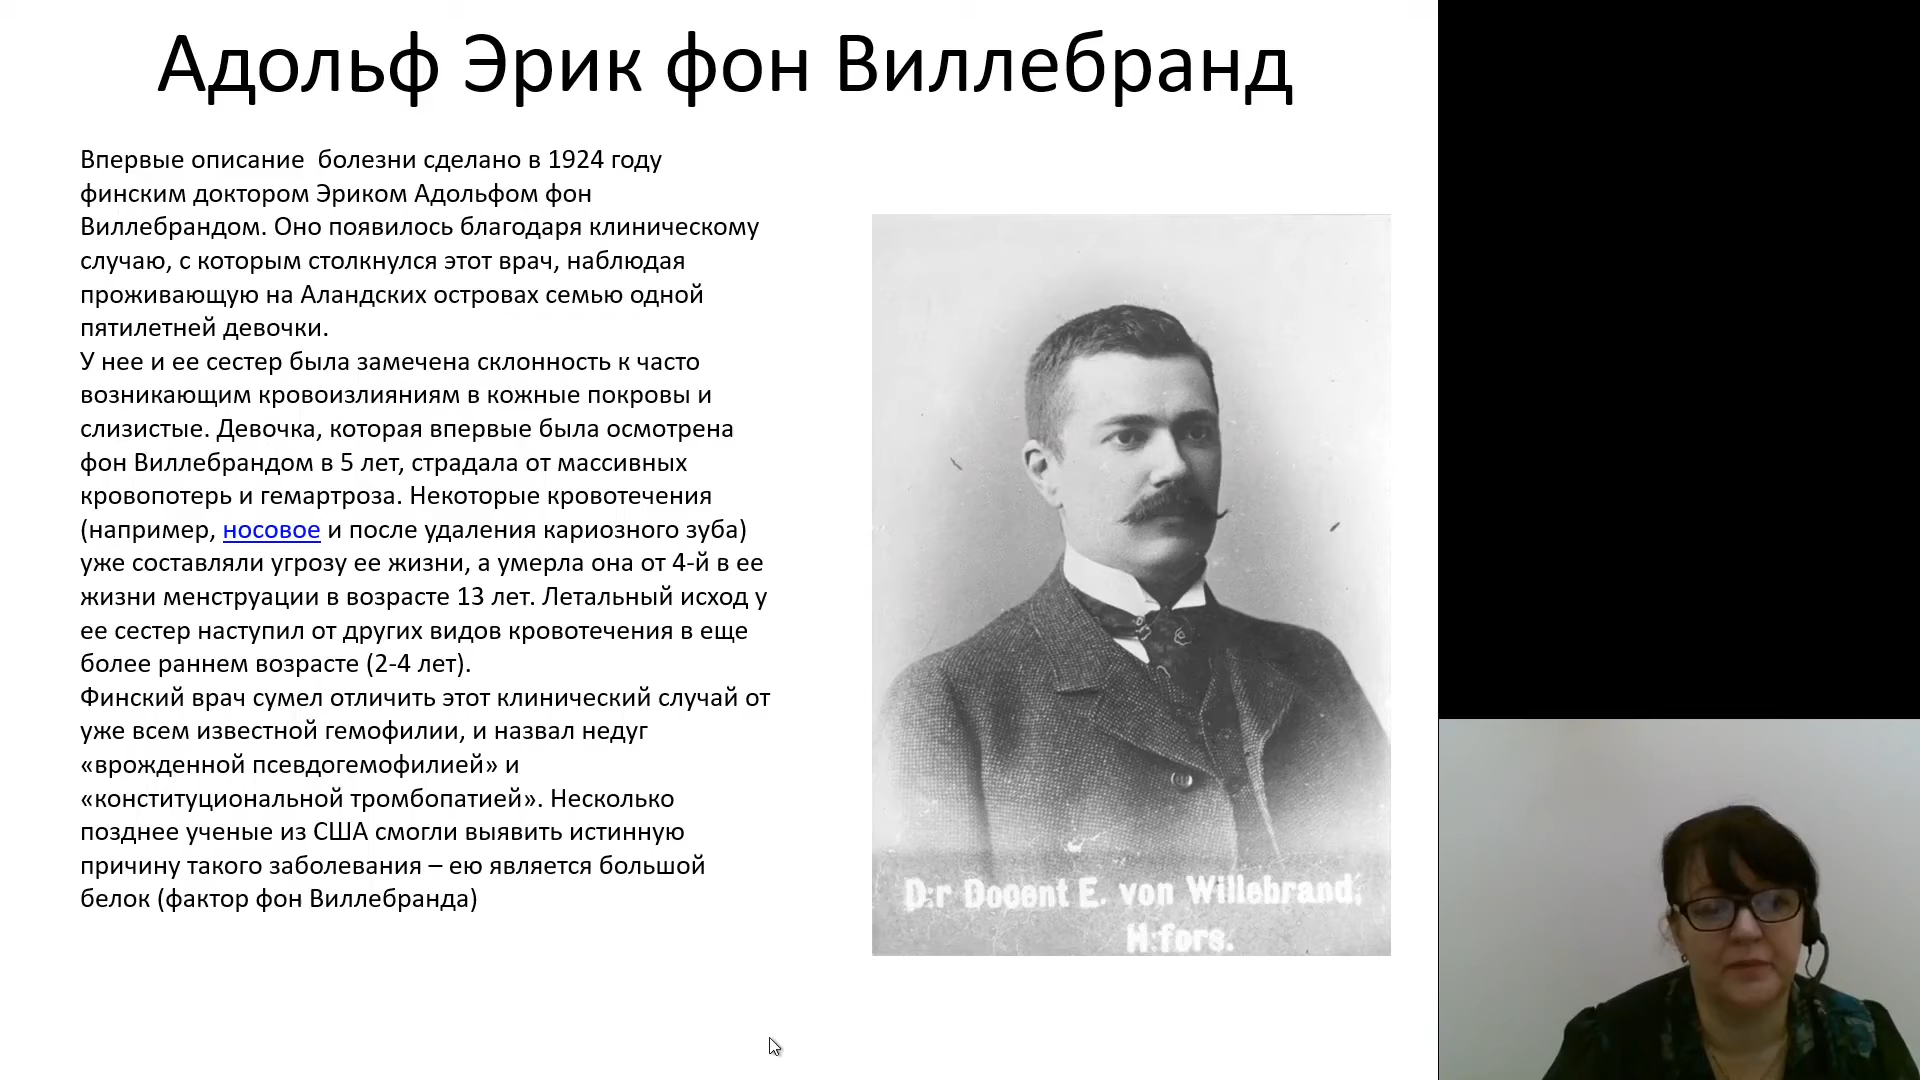 Адольф Эрик фон Виллебранд
Впервые описание  болезни сделано в 1924 году
финским доктором Эриком Адольфом фон
Виллебрандом. Оно появилось благодаря клиническому
случаю, с которым столкнулся этот врач, наблюдая
проживающую на Аландских островах семью одной
пятилетней девочки.
У нее и ее сестер была замечена склонность к часто
возникающим кровоизлияниям в кожные покровы и
слизистые. Девочка, которая впервые была осмотрена
фон Виллебрандом в 5 лет, страдала от массивных
кровопотерь и гемартроза. Некоторые кровотечения
(например, носовое и после удаления кариозного зуба)
уже составляли угрозу ее жизни, а умерла она от 4-й в ее
жизни менструации в возрасте 13 лет. Летальный исход у
ее сестер наступил от других видов кровотечения в еще
более раннем возрасте (2-4 лет).
Финский врач сумел отличить этот клинический случай от
уже всем известной гемофилии, и назвал недуг
«врожденной псевдогемофилией» и
«конституциональной тромбопатией». Несколько
позднее ученые из США смогли выявить истинную
причину такого заболевания – ею является большой
белок (фактор фон Виллебранда)
D:r Docent E. von Willebrand,
H:fors.